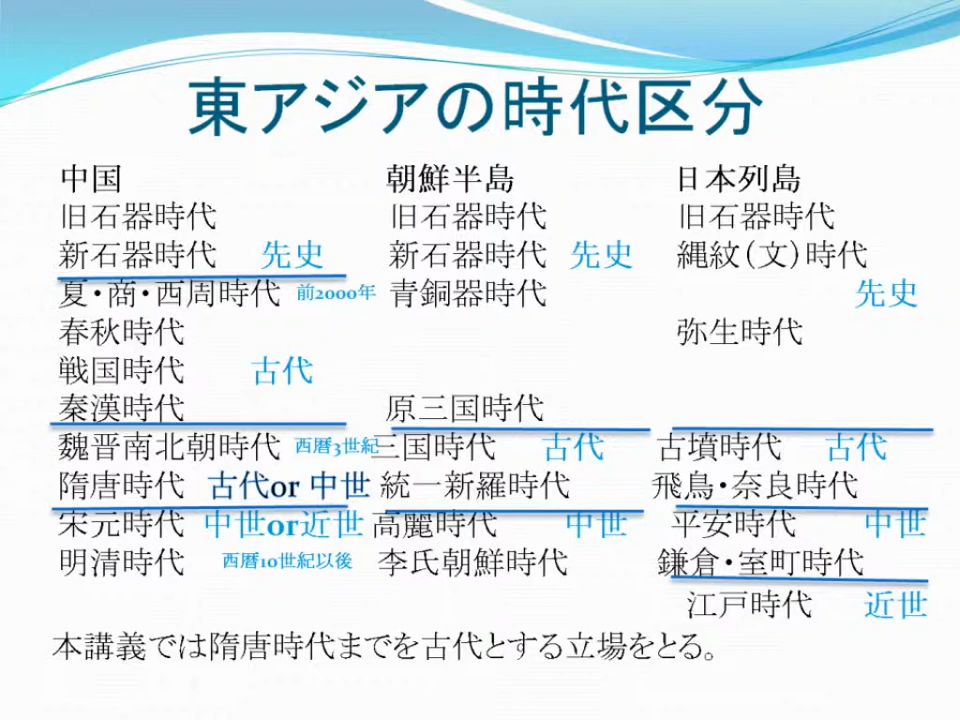 東アジアの時代区分
中国 朝鮮半島 日本列島
旧石器時代 旧石器時代 旧石器時代
新石器時代 先史 新石器時代 先史 縄紋(文)時代
夏・商・西周時代 前2000年 青銅器時代 先史
春秋時代 弥生時代
戦国時代 古代
秦漢時代 原三国時代
魏晋南北朝時代 西暦3世紀 三国時代 古代 古墳時代 古代
隋唐時代 古代or 中世 統一新羅時代 飛鳥・奈良時代
宋元時代 中世or近世 高麗時代 中世 平安時代 中世
明清時代 西暦10世紀以後 李氏朝鮮時代 鎌倉・室町時代
江戸時代 近世
本講義では隋唐時代までを古代とする立場をとる。